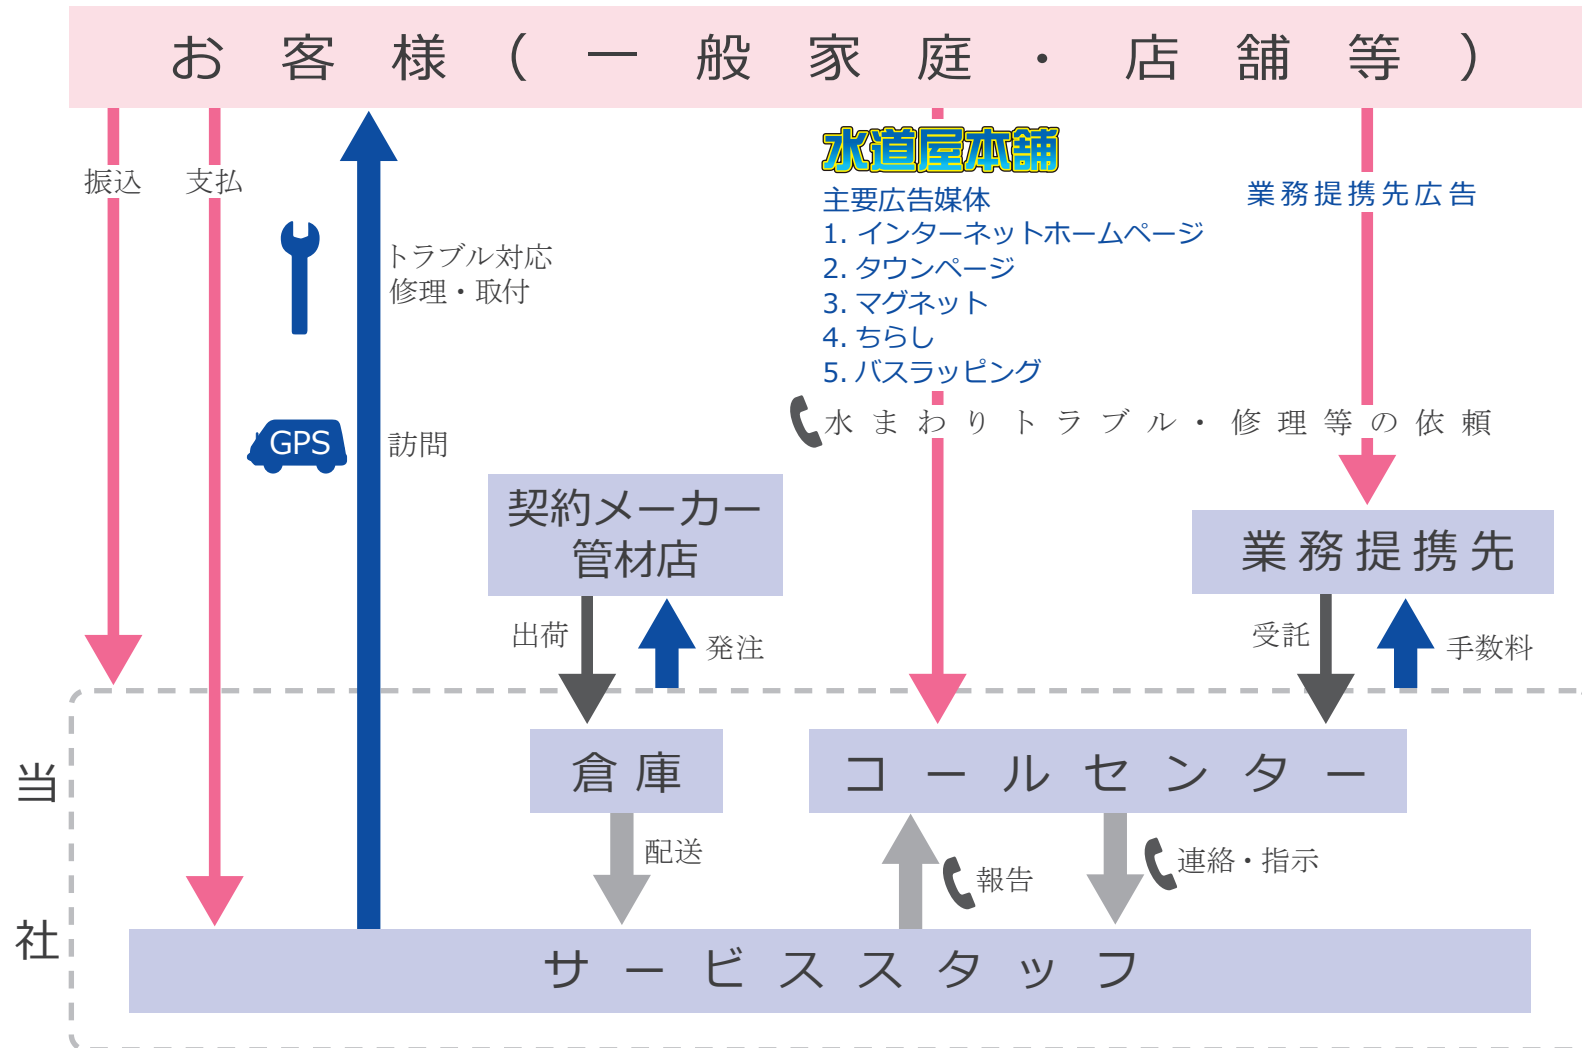 お客様(一般家庭・店舗等)
振込
支払
水道屋本舗
主要広告媒体
1. インターネットホームページ
2. タウンページ
3. マグネット
4. ちらし
5. バスラッピング
業務提携先広告
トラブル対応
修理・取付
GPS
訪問
水まわりトラブル・修理等の依頼
契約メーカー
管材店
業務提携先
出荷
発注
受託
手数料
当社
倉庫
コールセンター
配送
報告
連絡・指示
サービススタッフ